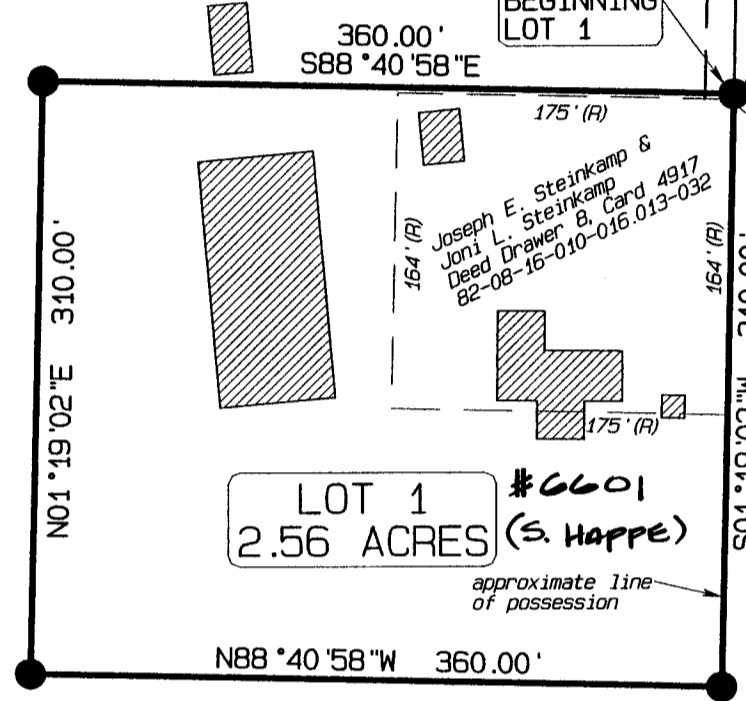 BEGINNING
LOT 1
360.00'
S88°40'58"E
175'(R)
Joseph E. Steinkamp &
Joni L. Steinkamp
Deed Drawer 8, Card 4917
82-08-16-010-016.013-032
164'(R)
164'(R)
N01°19'02"E 310.00'
175'(R)
LOT 1
2.56 ACRES
#6601
(S. HAPPE)
approximate line
of possession
N88°40'58"W 360.00'